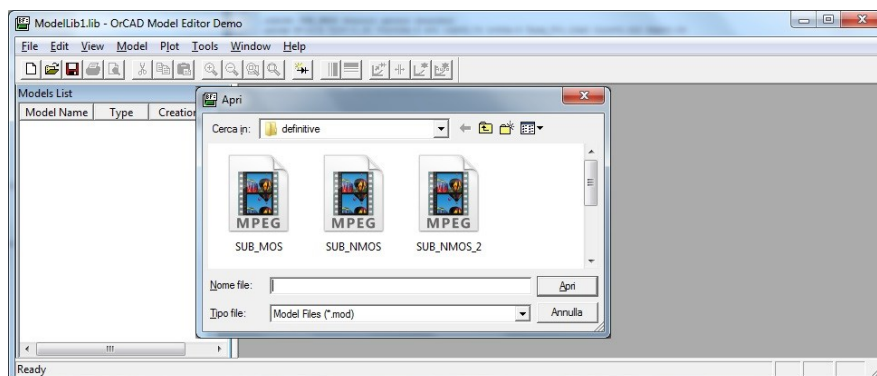 ModelLib1.lib - OrCAD Model Editor Demo
File Edit View Model Plot Tools Window Help
Models List
Model Name Type Creation
Apri
Cerca in: definitive
MPEG MPEG MPEG
SUB_MOS SUB_NMOS SUB_NMOS_2
Nome file: Apri
Tipo file: Model Files (*.mod) Annulla
Ready